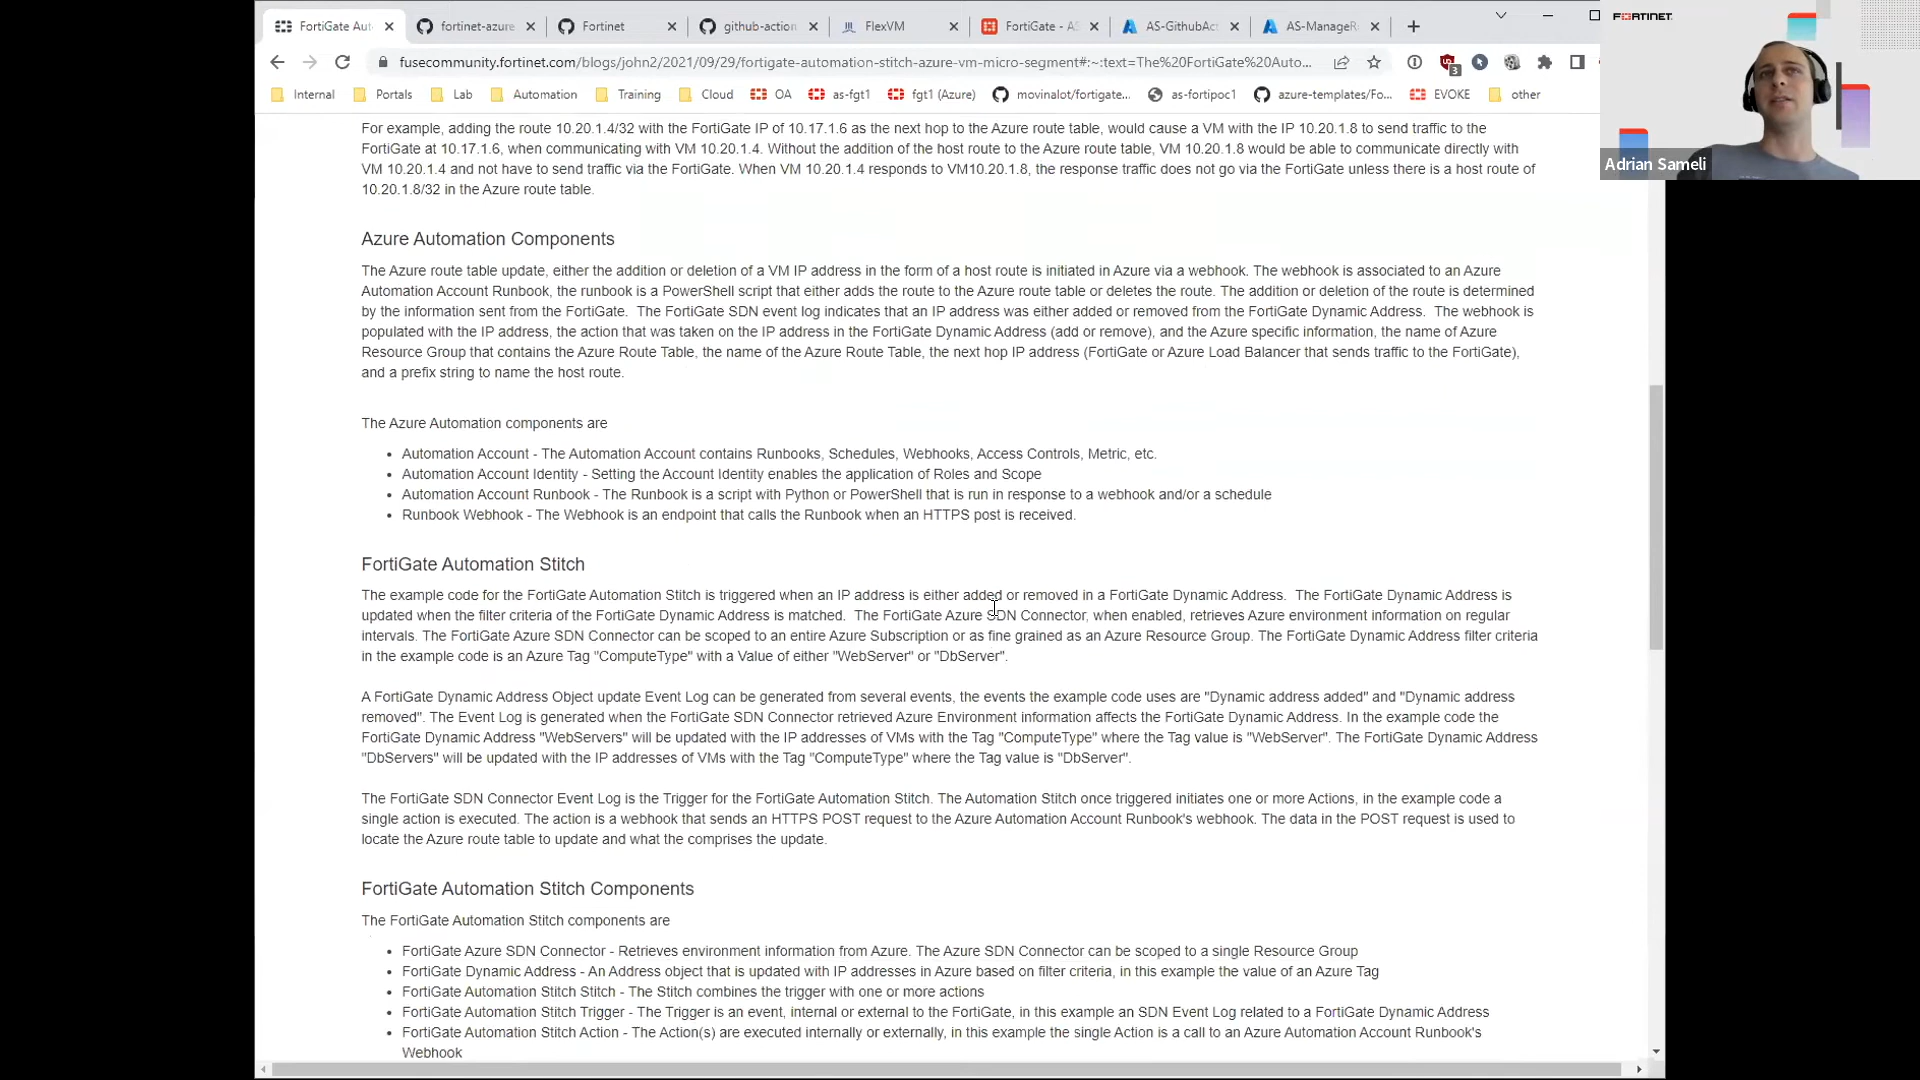 FortiGate Aut
fortinet-azure
Fortinet
github-action
FlexVM
FortiGate - AS
AS-GithubAct
AS-ManageR
fusecommunity.fortinet.com/blogs/john2/2021/09/29/fortigate-automation-stitch-azure-vm-micro-segment#:~:text=The%20FortiGate%20Auto...
3
Internal
Portals
Lab
Automation
Training
Cloud
OA
as-fgt1
fgt1 (Azure)
movinalot/fortigate...
as-fortipoc1
azure-templates/Fo...
EVOKE
other
FORTINET
Adrian Sameli
For example, adding the route 10.20.1.4/32 with the FortiGate IP of 10.17.1.6 as the next hop to the Azure route table, would cause a VM with the IP 10.20.1.8 to send traffic to the
FortiGate at 10.17.1.6, when communicating with VM 10.20.1.4. Without the addition of the host route to the Azure route table, VM 10.20.1.8 would be able to communicate directly with
VM 10.20.1.4 and not have to send traffic via the FortiGate. When VM 10.20.1.4 responds to VM10.20.1.8, the response traffic does not go via the FortiGate unless there is a host route of
10.20.1.8/32 in the Azure route table.
Azure Automation Components
The Azure route table update, either the addition or deletion of a VM IP address in the form of a host route is initiated in Azure via a webhook. The webhook is associated to an Azure
Automation Account Runbook, the runbook is a PowerShell script that either adds the route to the Azure route table or deletes the route. The addition or deletion of the route is determined
by the information sent from the FortiGate. The FortiGate SDN event log indicates that an IP address was either added or removed from the FortiGate Dynamic Address. The webhook is
populated with the IP address, the action that was taken on the IP address in the FortiGate Dynamic Address (add or remove), and the Azure specific information, the name of Azure
Resource Group that contains the Azure Route Table, the name of the Azure Route Table, the next hop IP address (FortiGate or Azure Load Balancer that sends traffic to the FortiGate),
and a prefix string to name the host route.
The Azure Automation components are
• Automation Account - The Automation Account contains Runbooks, Schedules, Webhooks, Access Controls, Metric, etc.
• Automation Account Identity - Setting the Account Identity enables the application of Roles and Scope
• Automation Account Runbook - The Runbook is a script with Python or PowerShell that is run in response to a webhook and/or a schedule
• Runbook Webhook - The Webhook is an endpoint that calls the Runbook when an HTTPS post is received.
FortiGate Automation Stitch
The example code for the FortiGate Automation Stitch is triggered when an IP address is either added or removed in a FortiGate Dynamic Address. The FortiGate Dynamic Address is
updated when the filter criteria of the FortiGate Dynamic Address is matched. The FortiGate Azure SDN Connector, when enabled, retrieves Azure environment information on regular
intervals. The FortiGate Azure SDN Connector can be scoped to an entire Azure Subscription or as fine grained as an Azure Resource Group. The FortiGate Dynamic Address filter criteria
in the example code is an Azure Tag "ComputeType" with a Value of either "WebServer" or "DbServer".
A FortiGate Dynamic Address Object update Event Log can be generated from several events, the events the example code uses are "Dynamic address added" and "Dynamic address
removed". The Event Log is generated when the FortiGate SDN Connector retrieved Azure Environment information affects the FortiGate Dynamic Address. In the example code the
FortiGate Dynamic Address "WebServers" will be updated with the IP addresses of VMs with the Tag "ComputeType" where the Tag value is "WebServer". The FortiGate Dynamic Address
"DbServers" will be updated with the IP addresses of VMs with the Tag "ComputeType" where the Tag value is "DbServer".
The FortiGate SDN Connector Event Log is the Trigger for the FortiGate Automation Stitch. The Automation Stitch once triggered initiates one or more Actions, in the example code a
single action is executed. The action is a webhook that sends an HTTPS POST request to the Azure Automation Account Runbook's webhook. The data in the POST request is used to
locate the Azure route table to update and what the comprises the update.
FortiGate Automation Stitch Components
The FortiGate Automation Stitch components are
• FortiGate Azure SDN Connector - Retrieves environment information from Azure. The Azure SDN Connector can be scoped to a single Resource Group
• FortiGate Dynamic Address - An Address object that is updated with IP addresses in Azure based on filter criteria, in this example the value of an Azure Tag
• FortiGate Automation Stitch Stitch - The Stitch combines the trigger with one or more actions
• FortiGate Automation Stitch Trigger - The Trigger is an event, internal or external to the FortiGate, in this example an SDN Event Log related to a FortiGate Dynamic Address
• FortiGate Automation Stitch Action - The Action(s) are executed internally or externally, in this example the single Action is a call to an Azure Automation Account Runbook's
Webhook